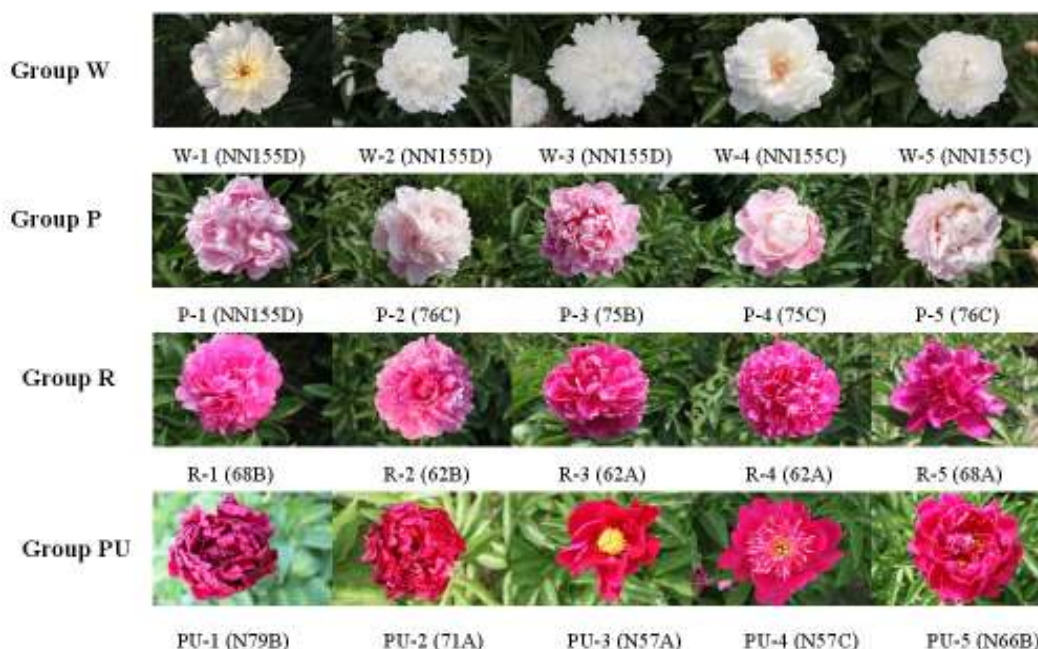 Group W
W-1 (NN155D) W-2 (NN155D) W-3 (NN155D) W-4 (NN155C) W-5 (NN155C)
Group P
P-1 (NN155D) P-2 (76C) P-3 (75B) P-4 (75C) P-5 (76C)
Group R
R-1 (68B) R-2 (62B) R-3 (62A) R-4 (62A) R-5 (68A)
Group PU
PU-1 (N79B) PU-2 (71A) PU-3 (N57A) PU-4 (N57C) PU-5 (N66B)